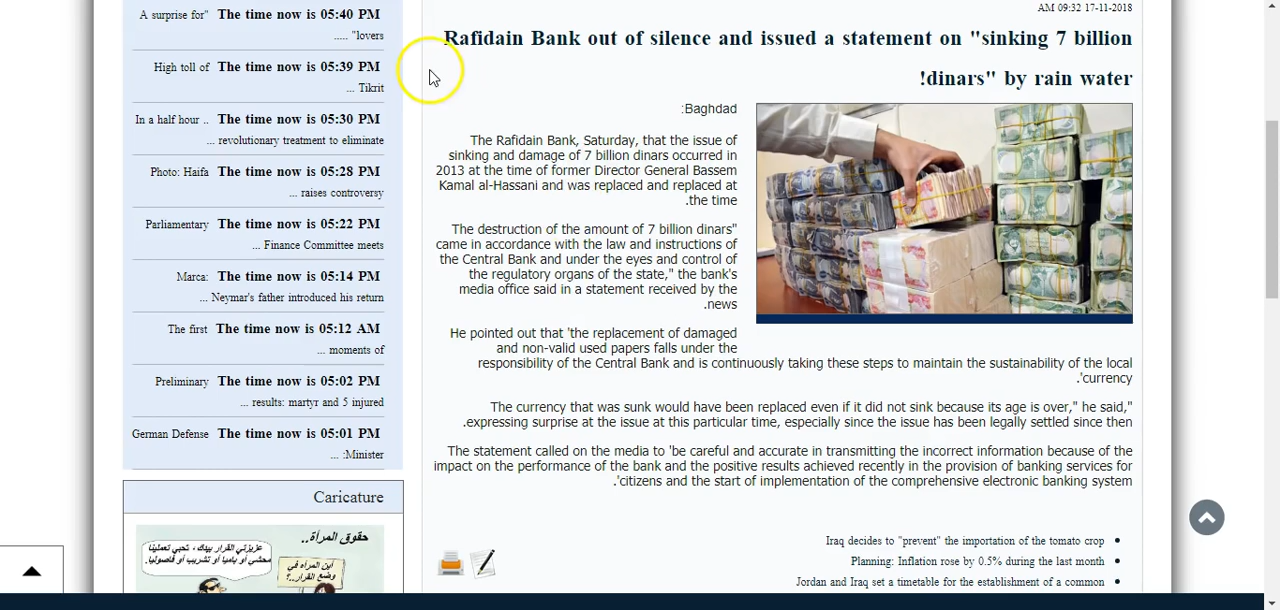 A surprise for" The time now is 05:40 PM
..... "lovers
High toll of The time now is 05:39 PM
... Tikrit
In a half hour .. The time now is 05:30 PM
... revolutionary treatment to eliminate
Photo: Haifa The time now is 05:28 PM
... raises controversy
Parliamentary The time now is 05:22 PM
... Finance Committee meets
Marca: The time now is 05:14 PM
... Neymar's father introduced his return
The first The time now is 05:12 AM
... moments of
Preliminary The time now is 05:02 PM
... results: martyr and 5 injured
German Defense The time now is 05:01 PM
... :Minister
Caricature
حقوق المرأة..
عزيزتي القرار بيدك ، تحبي تعمليلنا
محشي أو باميا أو تشريب أو فاصوليا.
أين المراه في
وضع القرار..؟
AM 09:32 17-11-2018
Rafidain Bank out of silence and issued a statement on "sinking 7 billion
!dinars" by rain water
:Baghdad
The Rafidain Bank, Saturday, that the issue of
sinking and damage of 7 billion dinars occurred in
2013 at the time of former Director General Bassem
Kamal al-Hassani and was replaced and replaced at
.the time
The destruction of the amount of 7 billion dinars"
came in accordance with the law and instructions of
the Central Bank and under the eyes and control of
the regulatory organs of the state," the bank's
media office said in a statement received by the
.news
He pointed out that 'the replacement of damaged
and non-valid used papers falls under the
responsibility of the Central Bank and is continuously taking these steps to maintain the sustainability of the local
.'currency
The currency that was sunk would have been replaced even if it did not sink because its age is over," he said,"
.expressing surprise at the issue at this particular time, especially since the issue has been legally settled since then
The statement called on the media to 'be careful and accurate in transmitting the incorrect information because of the
impact on the performance of the bank and the positive results achieved recently in the provision of banking services for
.'citizens and the start of implementation of the comprehensive electronic banking system
Iraq decides to "prevent" the importation of the tomato crop
Planning: Inflation rose by 0.5% during the last month
Jordan and Iraq set a timetable for the establishment of a common